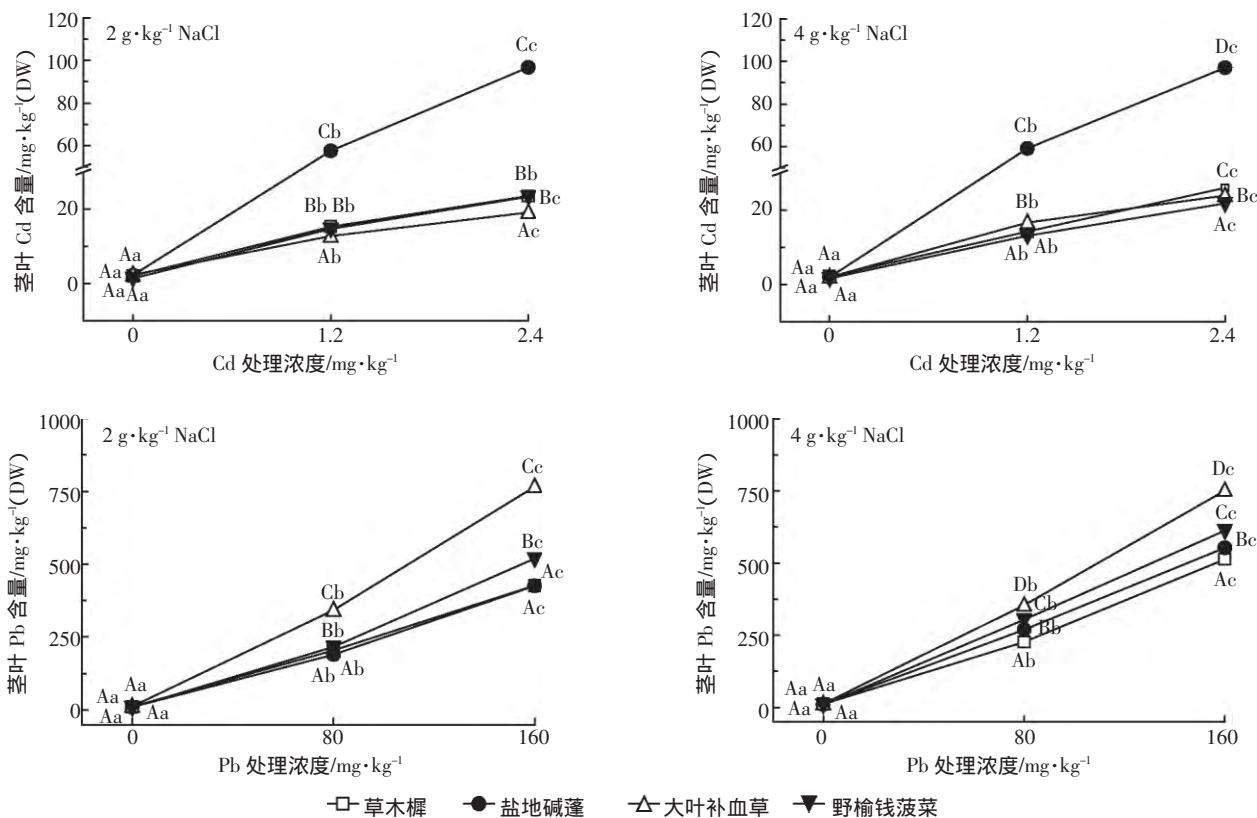 2 g·kg⁻¹ NaCl
茎叶 Cd 含量/mg·kg⁻¹(DW)
120
100
80
60
20
0
Cc
Cb
Bb
Bb Bb
Bc
Ac
Ab
Aa
Aa
Aa
Aa
0
1.2
2.4
Cd 处理浓度/mg·kg⁻¹
4 g·kg⁻¹ NaCl
茎叶 Cd 含量/mg·kg⁻¹(DW)
120
100
80
60
20
0
Dc
Cb
Cc
Bb
Bc
Ac
Ab
Ab
Aa
Aa
Aa
Aa
0
1.2
2.4
Cd 处理浓度/mg·kg⁻¹
2 g·kg⁻¹ NaCl
茎叶 Pb 含量/mg·kg⁻¹(DW)
1000
750
500
250
0
Cc
Bc
Cb
Ac
Ac
Bb
Ab
Ab
Aa
Aa
Aa
Aa
0
80
160
Pb 处理浓度/mg·kg⁻¹
4 g·kg⁻¹ NaCl
茎叶 Pb 含量/mg·kg⁻¹(DW)
1000
750
500
250
0
Dc
Cc
Bc
Db
Ac
Cb
Bb
Ab
Aa
Aa
Aa
Aa
0
80
160
Pb 处理浓度/mg·kg⁻¹
草木樨 盐地碱蓬 大叶补血草 野榆钱菠菜